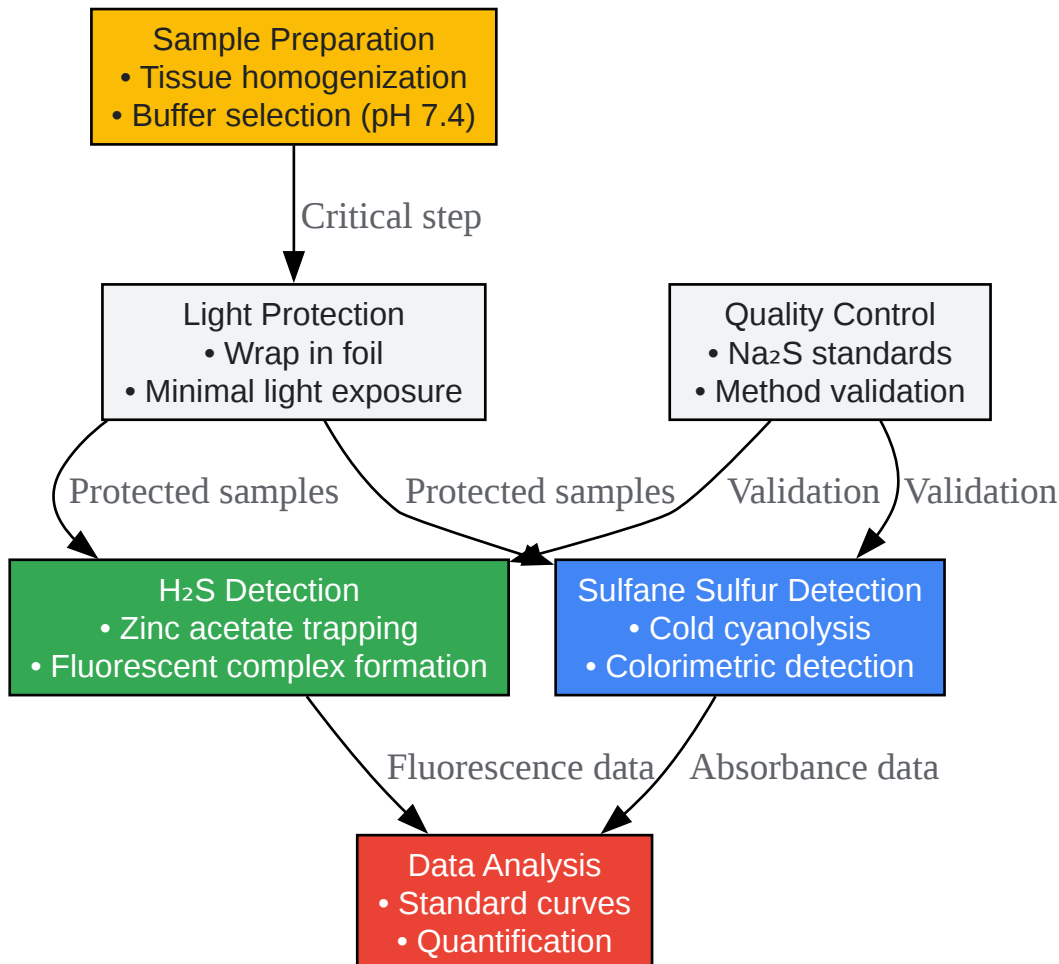 Sample Preparation
• Tissue homogenization
• Buffer selection (pH 7.4)
Critical step
Light Protection
• Wrap in foil
• Minimal light exposure
Quality Control
• Na₂S standards
• Method validation
Protected samples
Protected samples
Validation
Validation
H₂S Detection
• Zinc acetate trapping
• Fluorescent complex formation
Sulfane Sulfur Detection
• Cold cyanolysis
• Colorimetric detection
Fluorescence data
Absorbance data
Data Analysis
• Standard curves
• Quantification